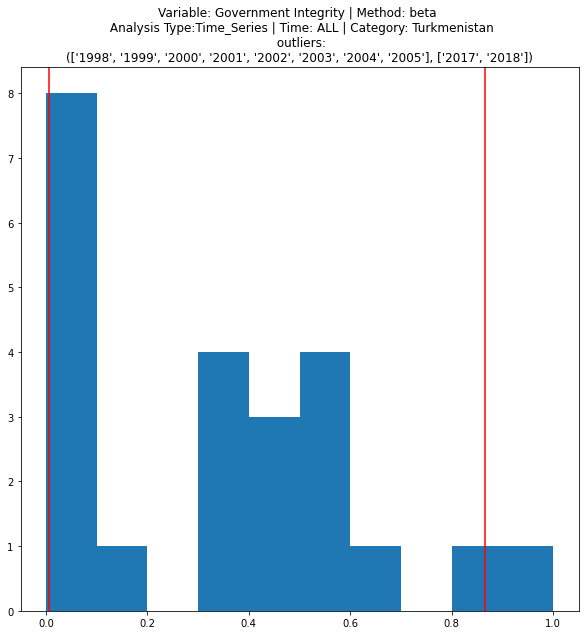 Variable: Government Integrity | Method: beta
Analysis Type:Time_Series | Time: ALL | Category: Turkmenistan
outliers:
(['1998', '1999', '2000', '2001', '2002', '2003', '2004', '2005'], ['2017', '2018'])
8
7
6
5
4
3
2
1
0
0.0 0.2 0.4 0.6 0.8 1.0